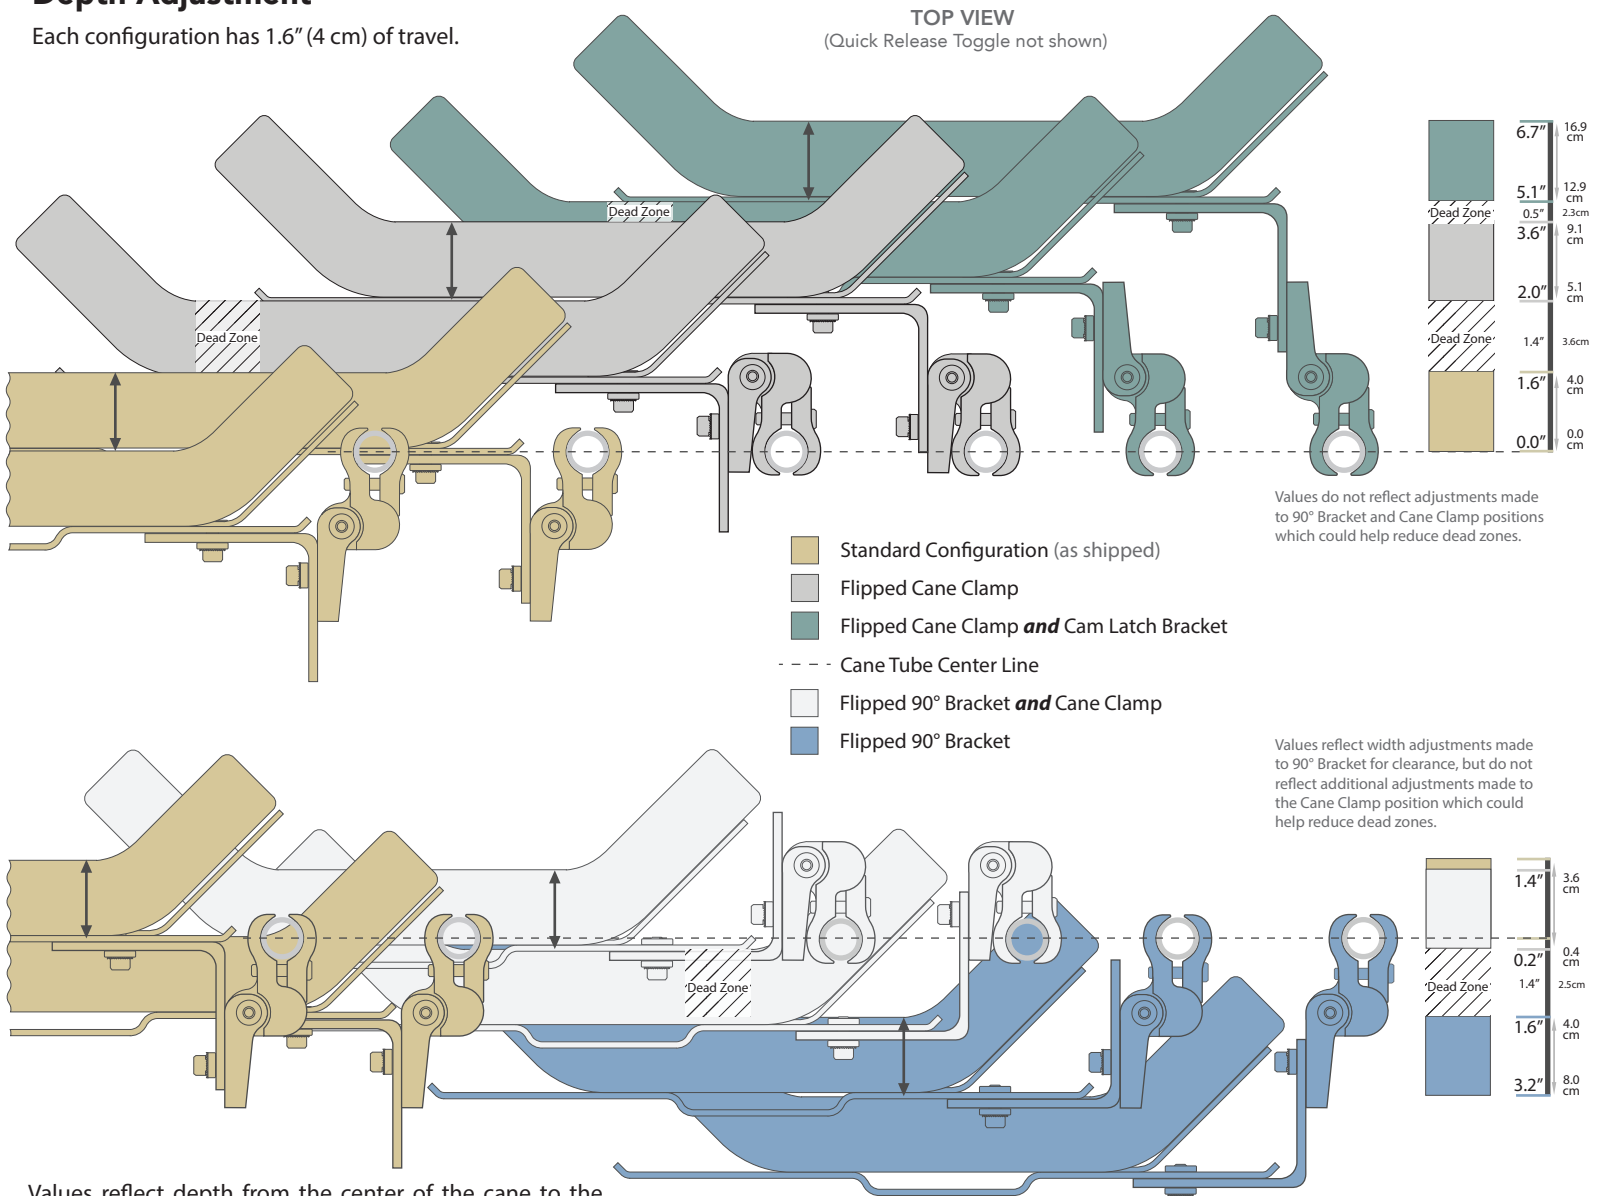 Depth Adjustment
Each configuration has 1.6” (4 cm) of travel.
TOP VIEW
(Quick Release Toggle not shown)
Dead Zone
Dead Zone
6.7”
16.9 cm
5.1”
12.9 cm
Dead Zone
0.5”
2.3cm
3.6”
9.1 cm
2.0”
5.1 cm
Dead Zone
1.4”
3.6cm
1.6”
4.0 cm
0.0”
0.0 cm
Values do not reflect adjustments made
to 90° Bracket and Cane Clamp positions
which could help reduce dead zones.
Standard Configuration (as shipped)
Flipped Cane Clamp
Flipped Cane Clamp and Cam Latch Bracket
Cane Tube Center Line
Flipped 90° Bracket and Cane Clamp
Flipped 90° Bracket
Values reflect width adjustments made
to 90° Bracket for clearance, but do not
reflect additional adjustments made to
the Cane Clamp position which could
help reduce dead zones.
Dead Zone
1.4”
3.6 cm
0.2”
0.4 cm
Dead Zone
1.4”
2.5cm
1.6”
4.0 cm
3.2”
8.0 cm
Values reflect depth from the center of the cane to the